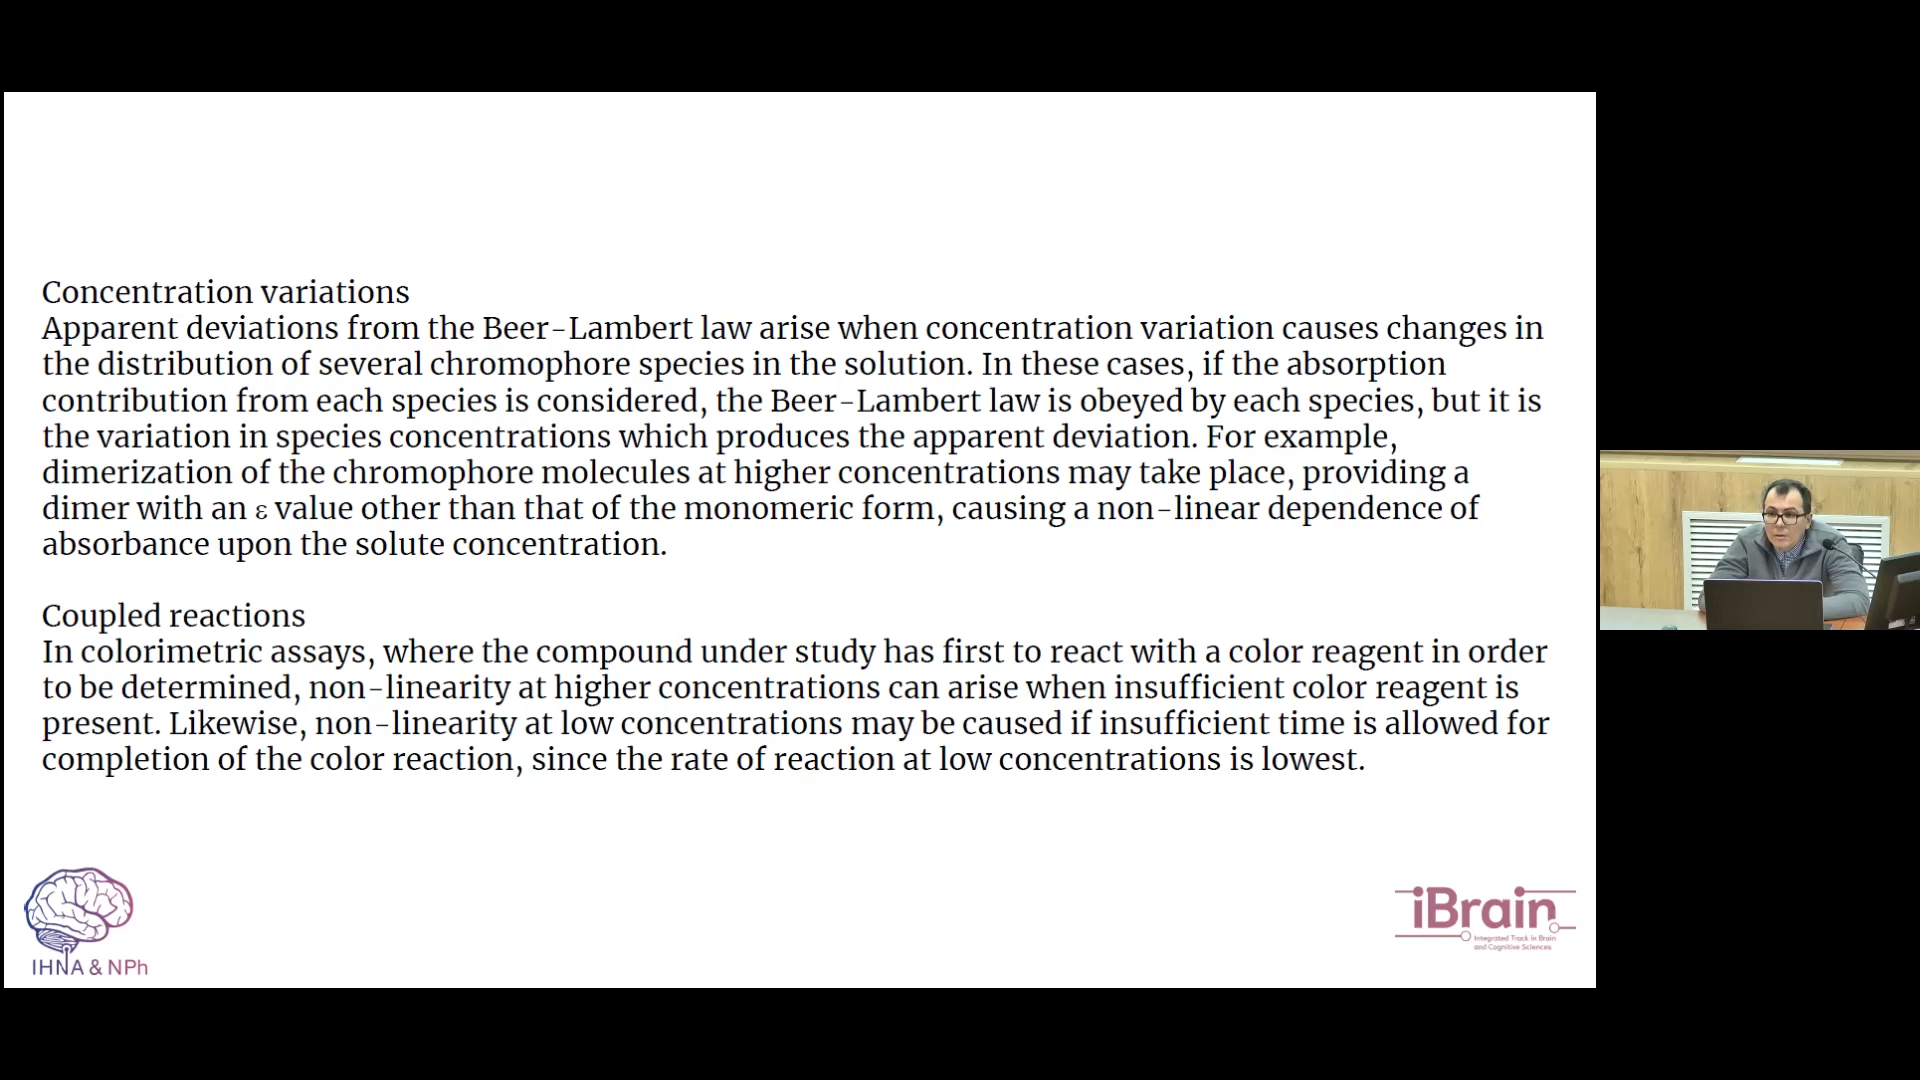 Concentration variations
Apparent deviations from the Beer-Lambert law arise when concentration variation causes changes in
the distribution of several chromophore species in the solution. In these cases, if the absorption
contribution from each species is considered, the Beer-Lambert law is obeyed by each species, but it is
the variation in species concentrations which produces the apparent deviation. For example,
dimerization of the chromophore molecules at higher concentrations may take place, providing a
dimer with an ε value other than that of the monomeric form, causing a non-linear dependence of
absorbance upon the solute concentration.
Coupled reactions
In colorimetric assays, where the compound under study has first to react with a color reagent in order
to be determined, non-linearity at higher concentrations can arise when insufficient color reagent is
present. Likewise, non-linearity at low concentrations may be caused if insufficient time is allowed for
completion of the color reaction, since the rate of reaction at low concentrations is lowest.
IHNA & NPh
iBrain
Integrated Track in Brain
and Cognitive Sciences